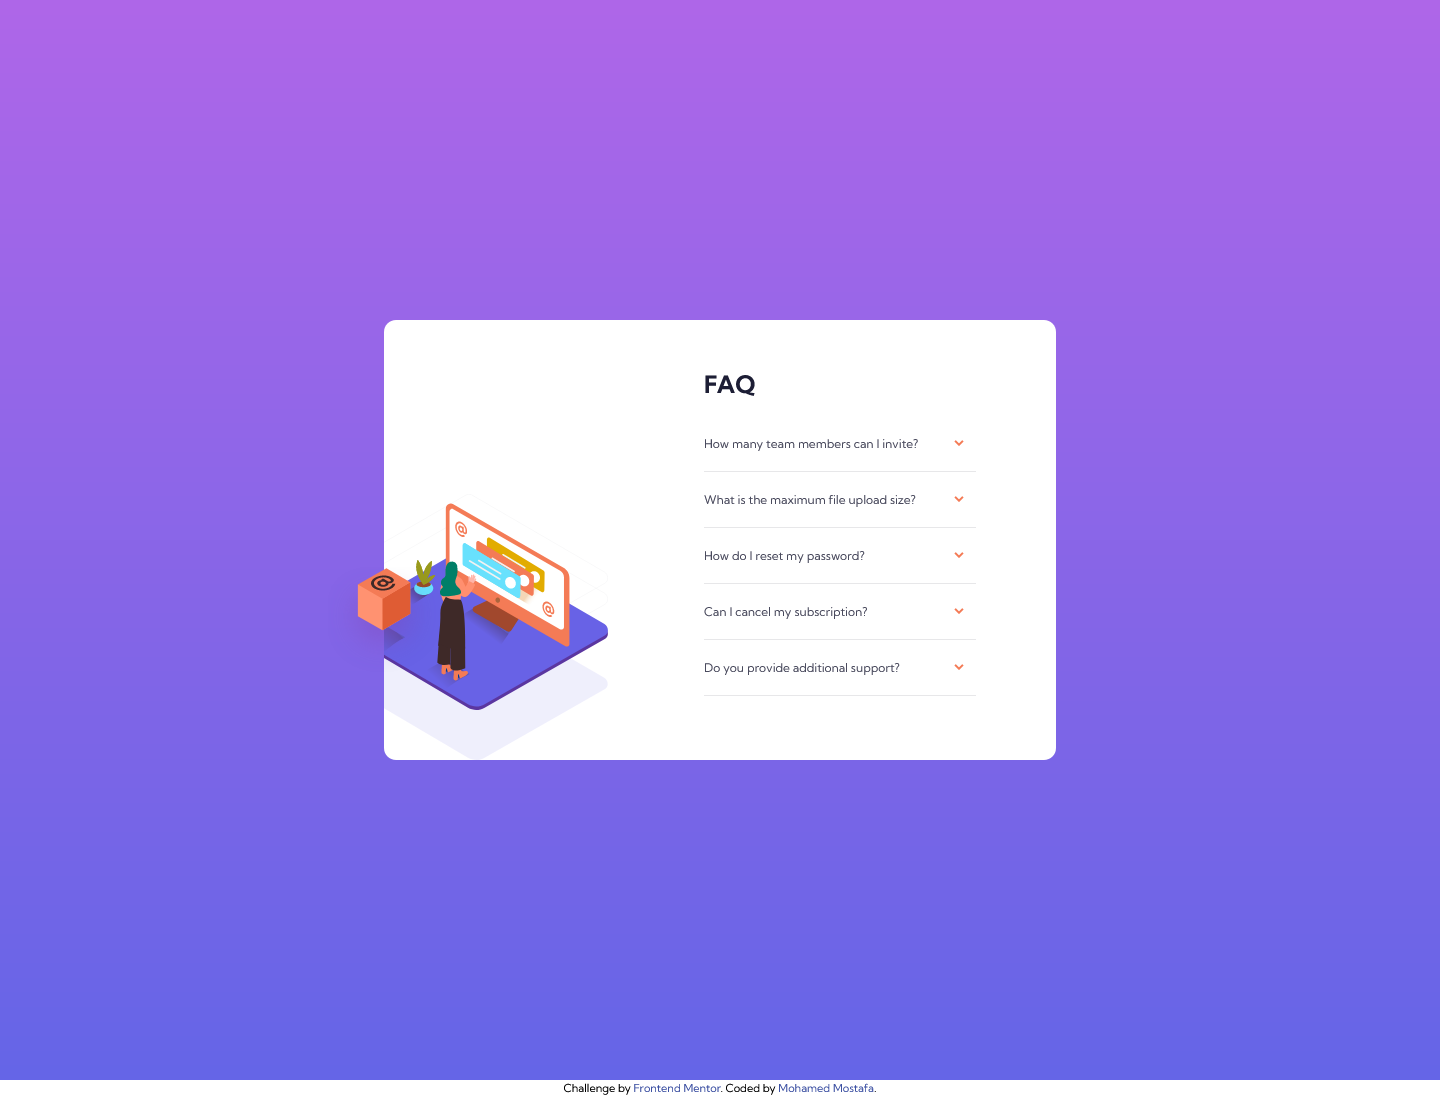 FAQ
How many team members can I invite?
What is the maximum file upload size?
How do I reset my password?
Can I cancel my subscription?
Do you provide additional support?
@
@
@
Challenge by Frontend Mentor. Coded by Mohamed Mostafa.